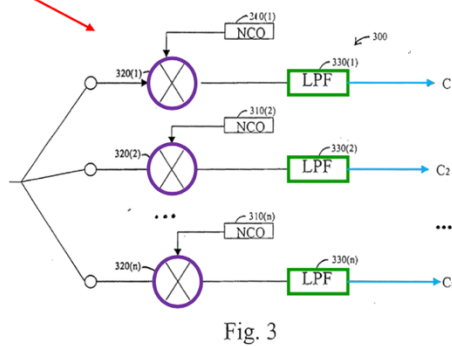 310(1)
NCO
300
320(1)
330(1)
LPF
C
310(2)
NCO
320(2)
330(2)
LPF
C2
...
...
310(n)
NCO
320(n)
330(n)
LPF
C
Fig. 3